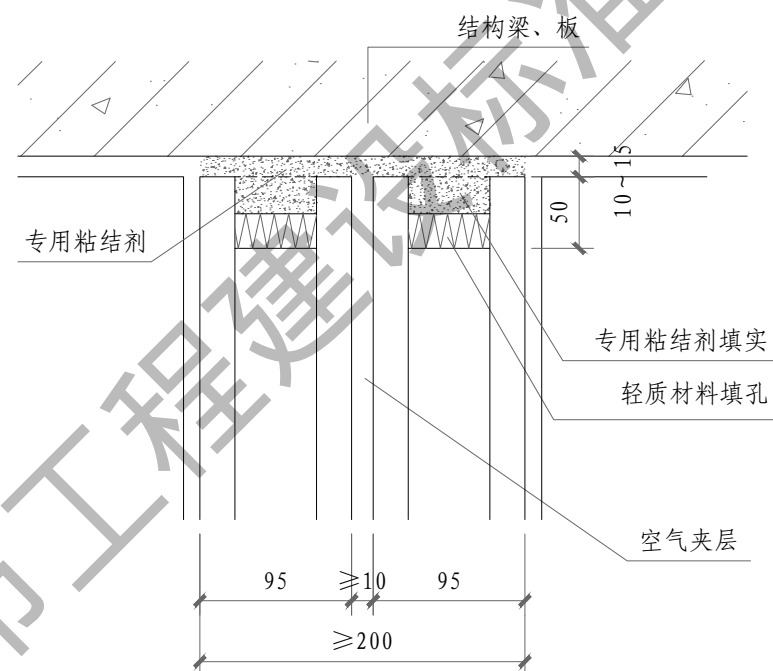 结构梁、板
10～15
50
专用粘结剂
专用粘结剂填实
轻质材料填孔
空气夹层
95
≥10
95
≥200
市工程建设标准